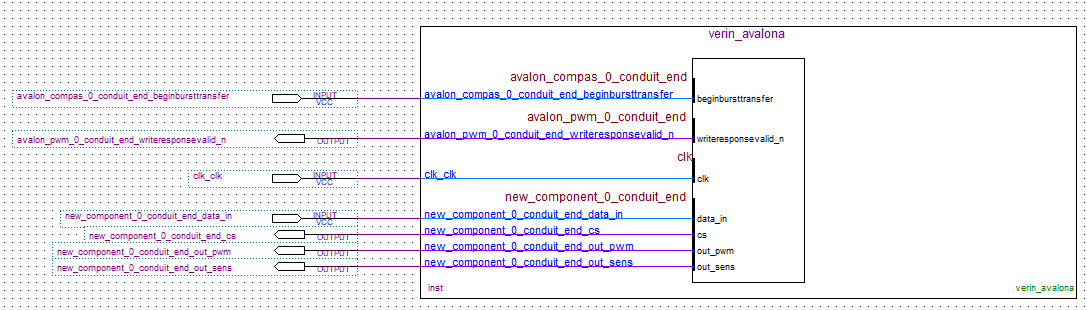 verin_avalona
avalon_compas_0_conduit_end
avalon_compas_0_conduit_end_beginbursttransfer
INPUT
VCC
avalon_compas_0_conduit_end_beginbursttransfer
beginbursttransfer
avalon_pwm_0_conduit_end
avalon_pwm_0_conduit_end_writeresponsevalid_n
OUTPUT
avalon_pwm_0_conduit_end_writeresponsevalid_n
writeresponsevalid_n
clk
clk_clk
INPUT
VCC
clk_clk
clk
new_component_0_conduit_end
new_component_0_conduit_end_data_in
INPUT
VCC
new_component_0_conduit_end_data_in
data_in
new_component_0_conduit_end_cs
OUTPUT
new_component_0_conduit_end_cs
cs
new_component_0_conduit_end_out_pwm
OUTPUT
new_component_0_conduit_end_out_pwm
out_pwm
new_component_0_conduit_end_out_sens
OUTPUT
new_component_0_conduit_end_out_sens
out_sens
inst
verin_avalona